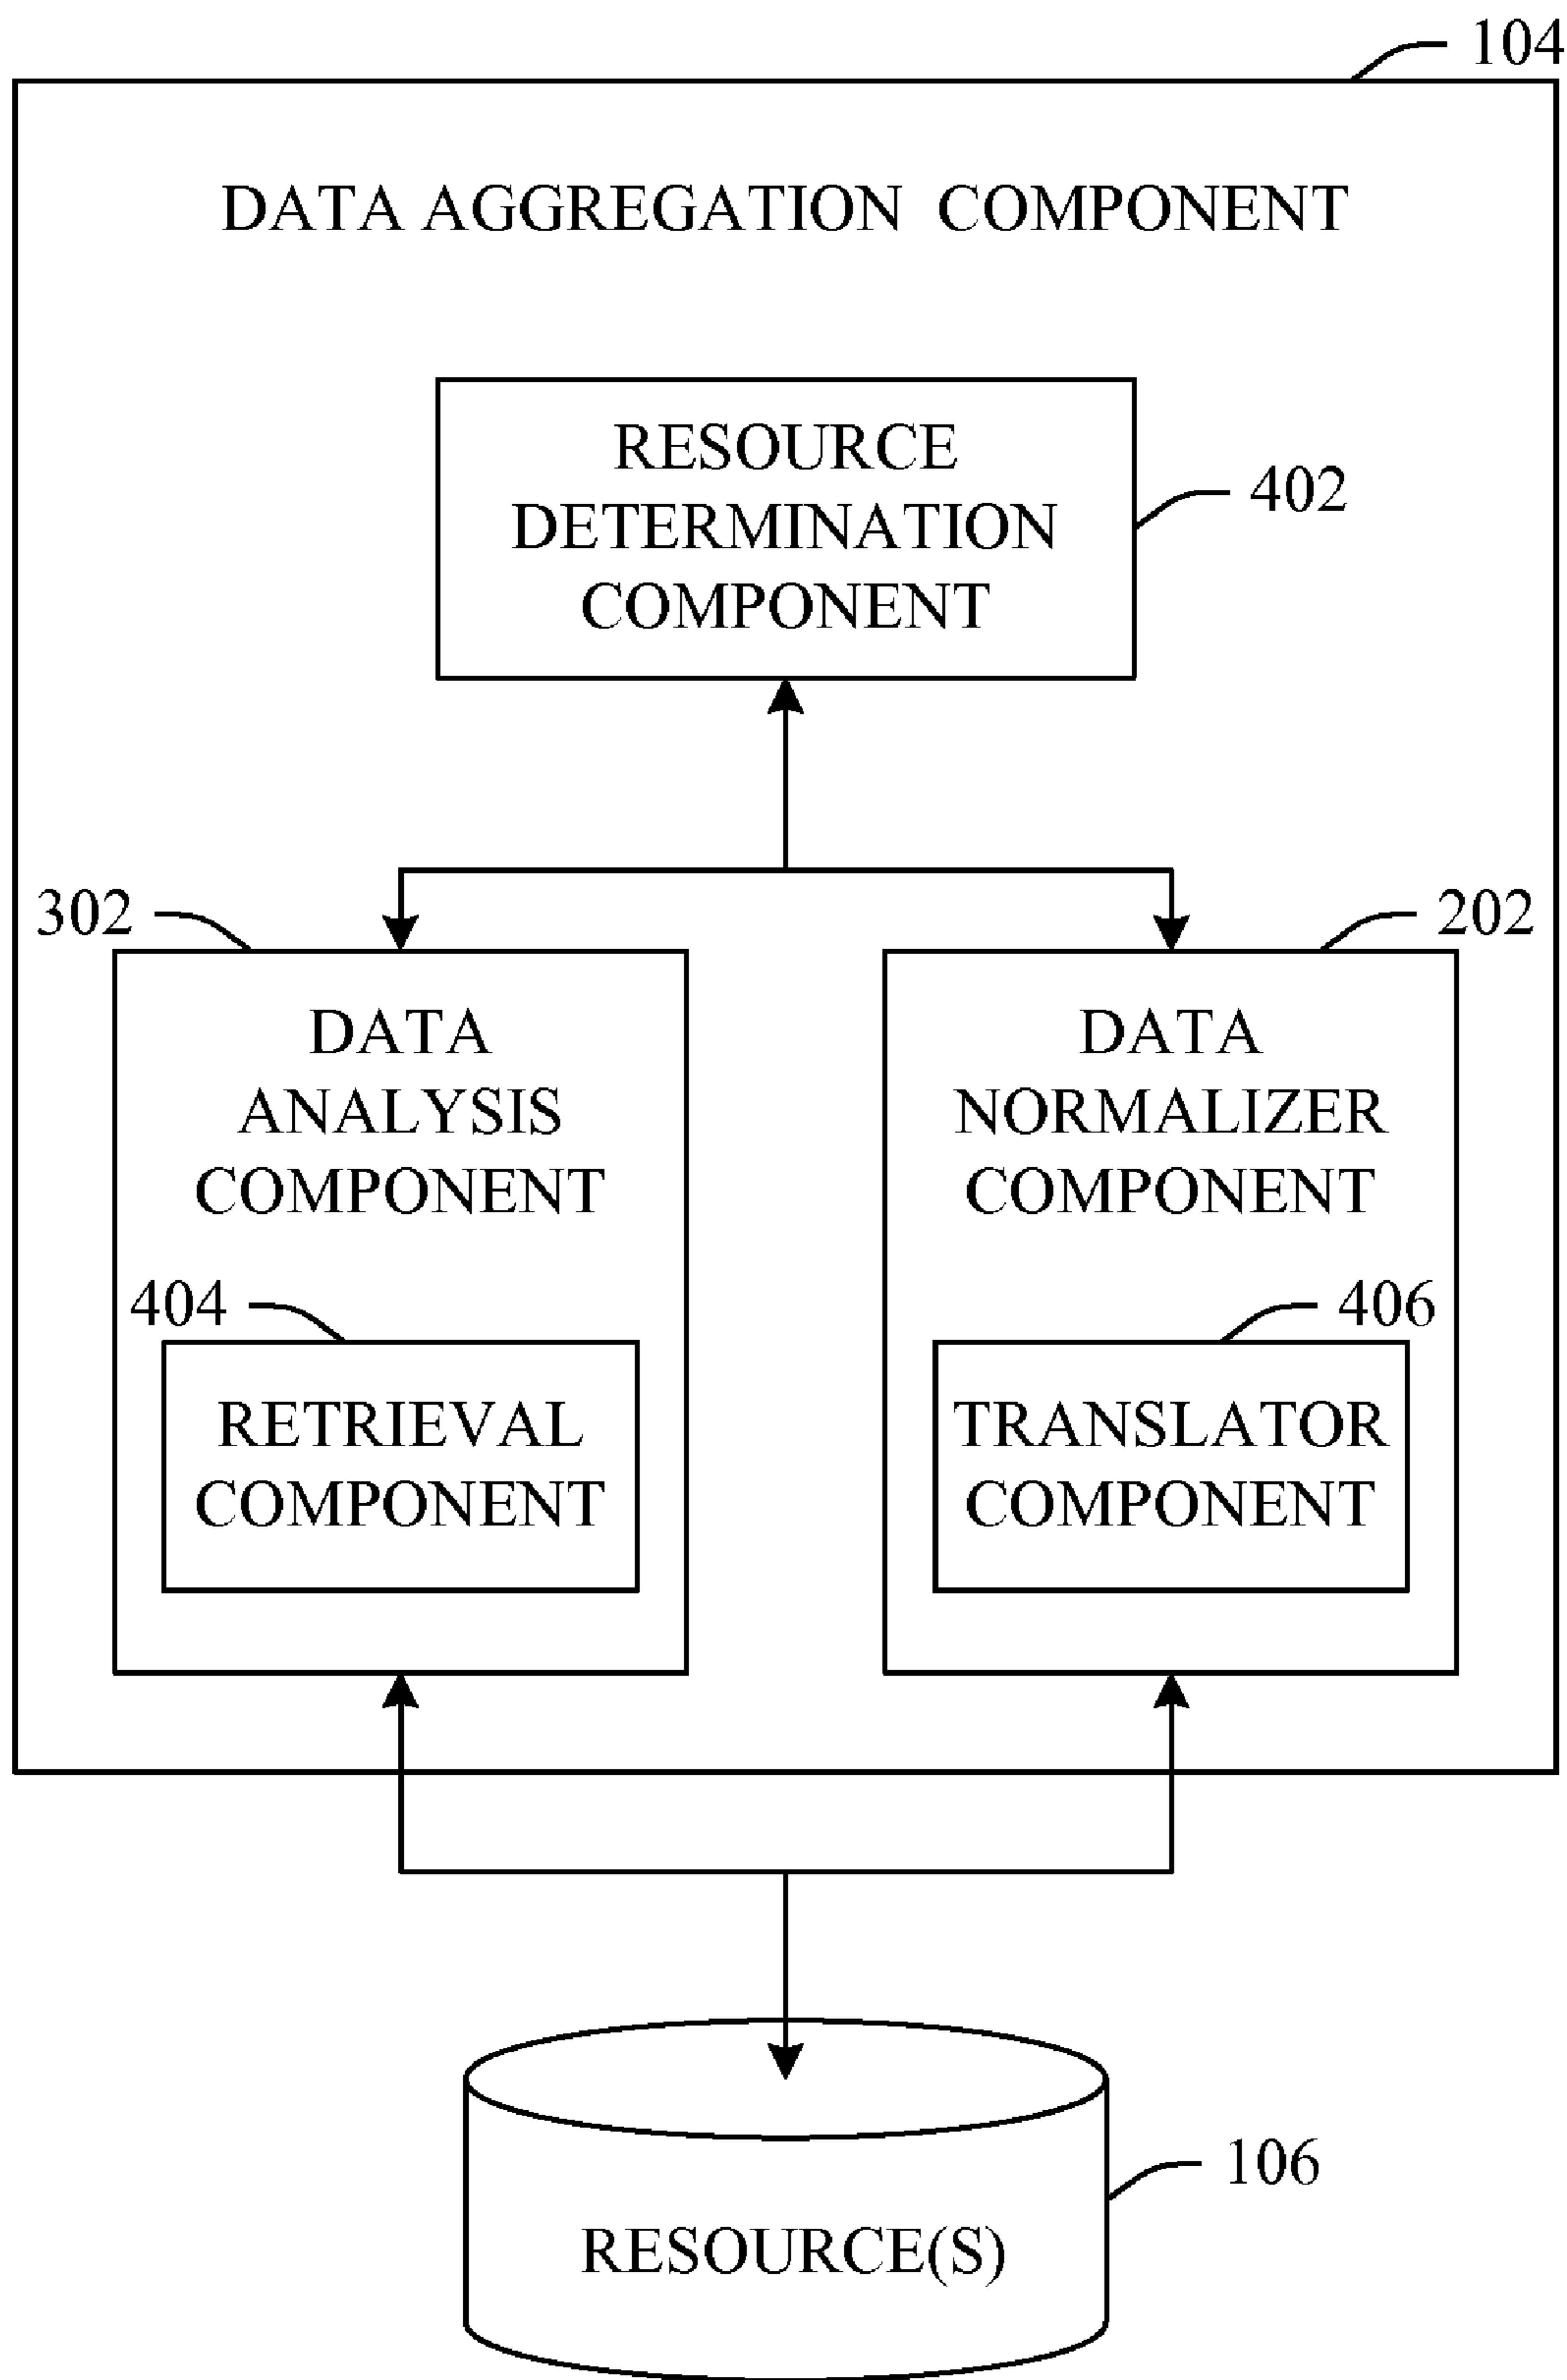 104
DATA AGGREGATION COMPONENT
RESOURCE
DETERMINATION
COMPONENT
402
302
202
DATA
ANALYSIS
COMPONENT
DATA
NORMALIZER
COMPONENT
404
406
RETRIEVAL
COMPONENT
TRANSLATOR
COMPONENT
106
RESOURCE(S)